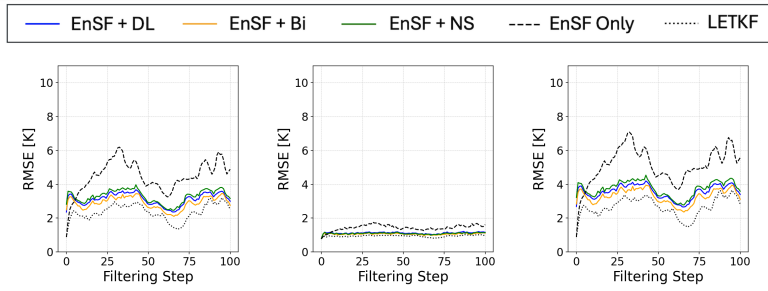 EnSF + DL EnSF + Bi EnSF + NS EnSF Only LETKF
RMSE [K] RMSE [K] RMSE [K]
10 10 10
8 8 8
6 6 6
4 4 4
2 2 2
0 0 0
0 25 50 75 100 0 25 50 75 100 0 25 50 75 100
Filtering Step Filtering Step Filtering Step